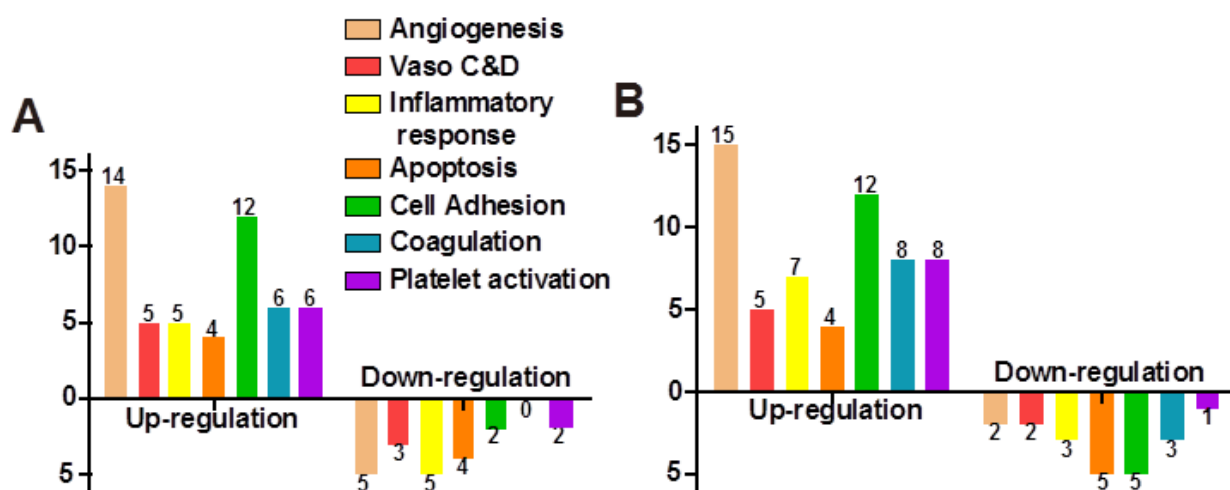 Angiogenesis
Vaso C&D
Inflammatory
response
Apoptosis
Cell Adhesion
Coagulation
Platelet activation
A
15
10
5
0
5
14
5
5
4
12
6
6
Up-regulation
Down-regulation
5
3
5
4
2
0
2
B
15
10
5
0
5
15
5
7
4
12
8
8
Up-regulation
Down-regulation
2
2
3
5
5
3
1